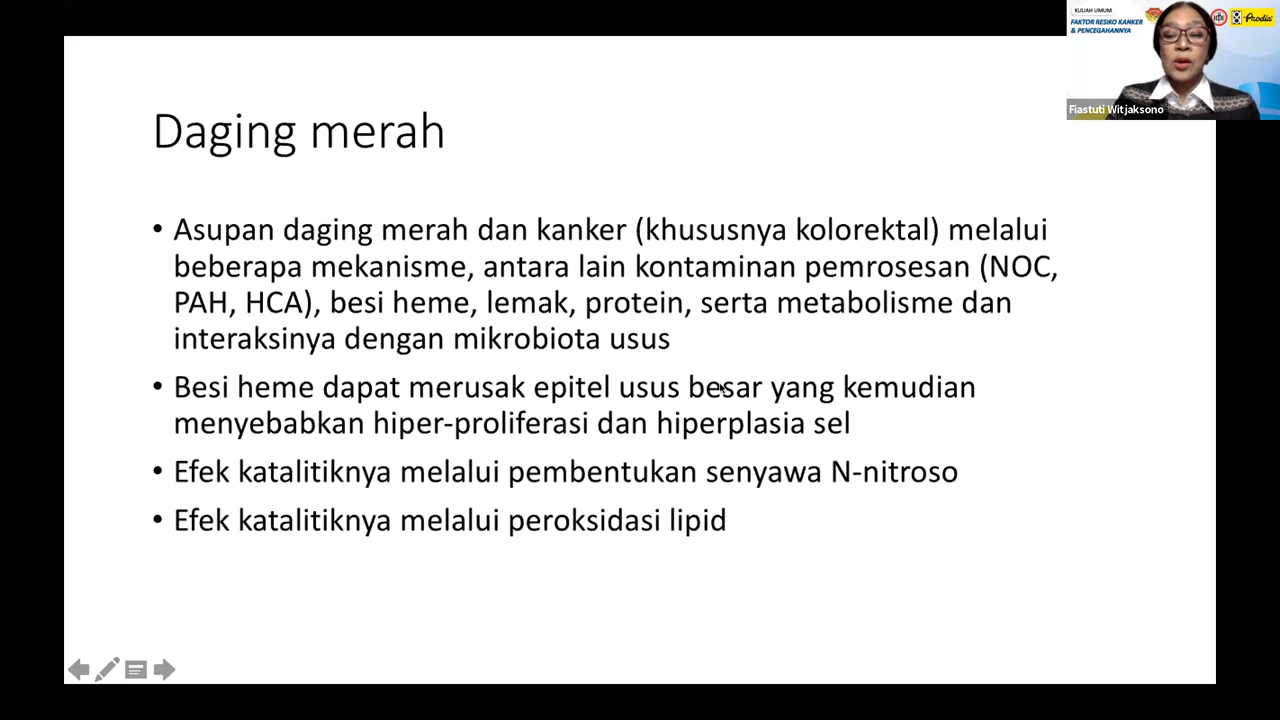 KULIAH UMUM
FAKTOR RESIKO KANKER
& PENCEGAHANNYA
Prodia
Fiastuti Witjaksono
Daging merah
• Asupan daging merah dan kanker (khususnya kolorektal) melalui
beberapa mekanisme, antara lain kontaminan pemrosesan (NOC,
PAH, HCA), besi heme, lemak, protein, serta metabolisme dan
interaksinya dengan mikrobiota usus
• Besi heme dapat merusak epitel usus besar yang kemudian
menyebabkan hiper-proliferasi dan hiperplasia sel
• Efek katalitiknya melalui pembentukan senyawa N-nitroso
• Efek katalitiknya melalui peroksidasi lipid